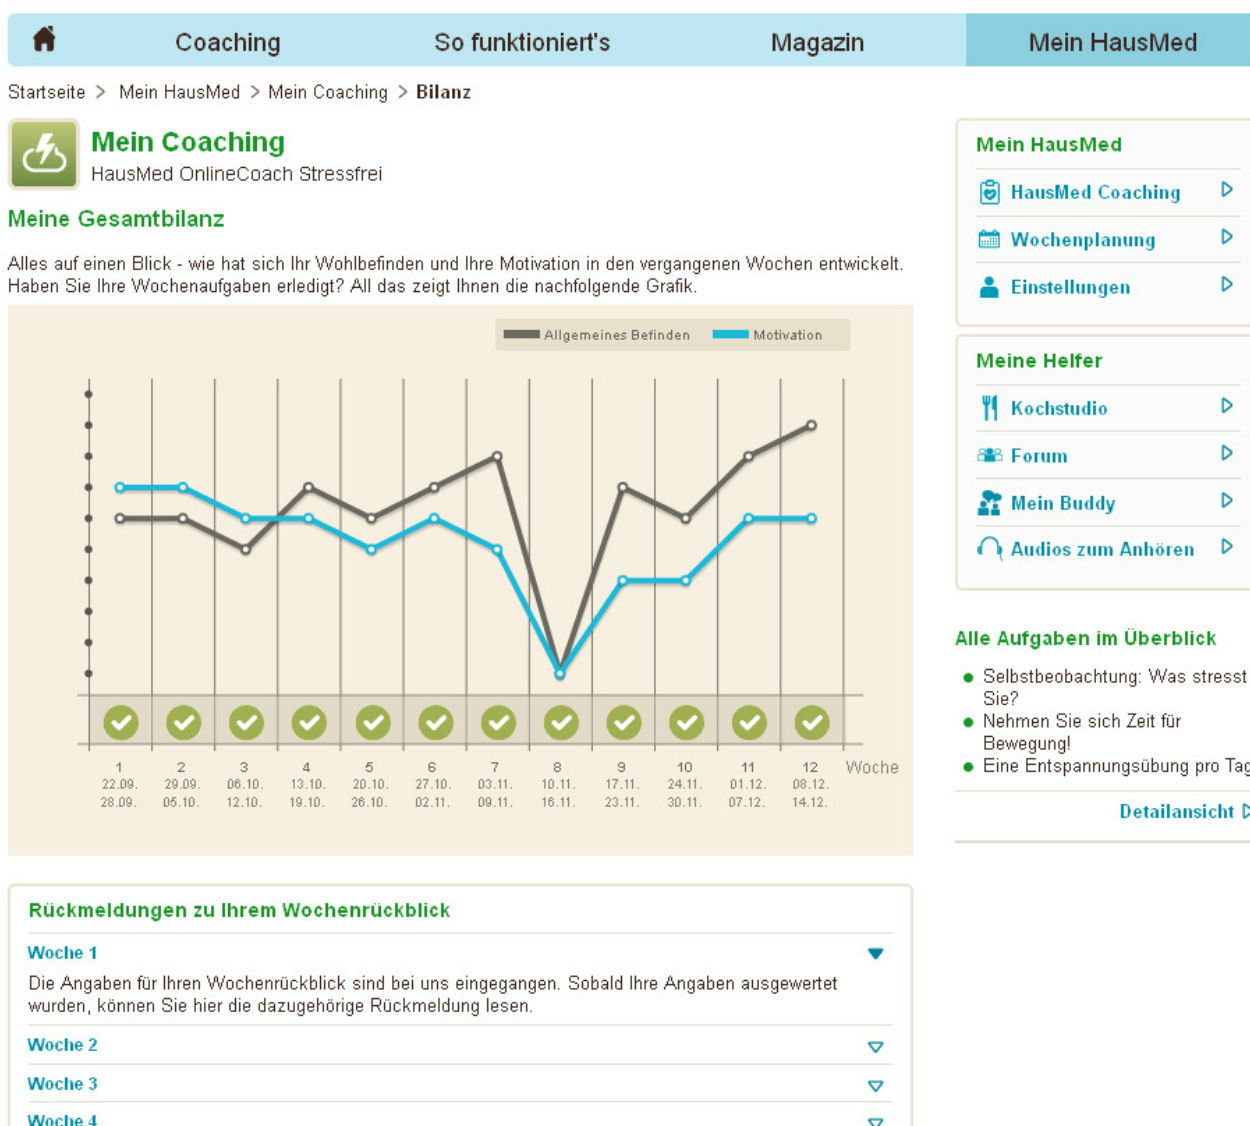 Coaching So funktioniert's Magazin Mein HausMed
Startseite > Mein HausMed > Mein Coaching > Bilanz
Mein Coaching
HausMed OnlineCoach Stressfrei
Meine Gesamtbilanz
Alles auf einen Blick - wie hat sich Ihr Wohlbefinden und Ihre Motivation in den vergangenen Wochen entwickelt.
Haben Sie Ihre Wochenaufgaben erledigt? All das zeigt Ihnen die nachfolgende Grafik.
Allgemeines Befinden Motivation
1 2 3 4 5 6 7 8 9 10 11 12 Woche
22.09. 29.09. 06.10. 13.10. 20.10. 27.10. 03.11. 10.11. 17.11. 24.11. 01.12. 08.12.
28.09. 05.10. 12.10. 19.10. 26.10. 02.11. 09.11. 16.11. 23.11. 30.11. 07.12. 14.12.
Rückmeldungen zu Ihrem Wochenrückblick
Woche 1
Die Angaben für Ihren Wochenrückblick sind bei uns eingegangen. Sobald Ihre Angaben ausgewertet
wurden, können Sie hier die dazugehörige Rückmeldung lesen.
Woche 2
Woche 3
Woche 4
Mein HausMed
HausMed Coaching
Wochenplanung
Einstellungen
Meine Helfer
Kochstudio
Forum
Mein Buddy
Audios zum Anhören
Alle Aufgaben im Überblick
Selbstbeobachtung: Was stresst
Sie?
Nehmen Sie sich Zeit für
Bewegung!
Eine Entspannungsübung pro Tag
Detailansicht